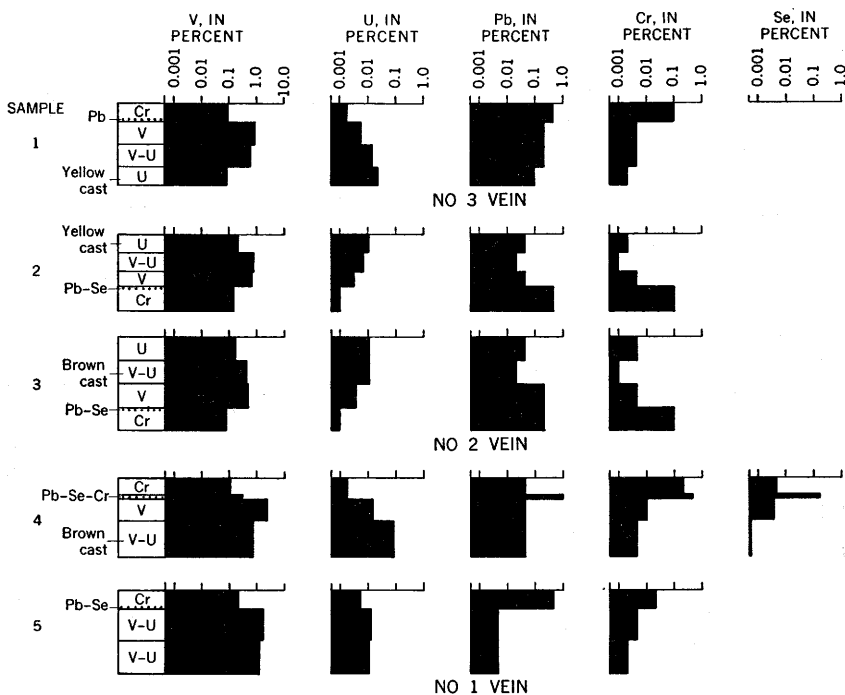 V, IN PERCENT
U, IN PERCENT
Pb, IN PERCENT
Cr, IN PERCENT
Se, IN PERCENT
0.001 0.01 0.1 1.0 10.0
0.001 0.01 0.1 1.0
0.001 0.01 0.1 1.0
0.001 0.01 0.1 1.0
0.001 0.01 0.1 1.0
SAMPLE
1
Pb
Cr
V
V-U
Yellow cast
U
NO 3 VEIN
2
Yellow cast
U
V-U
V
Pb-Se
Cr
3
U
Brown cast
V-U
V
Pb-Se
Cr
NO 2 VEIN
4
Cr
Pb-Se-Cr
V
Brown cast
V-U
5
Pb-Se
Cr
V-U
V-U
NO 1 VEIN